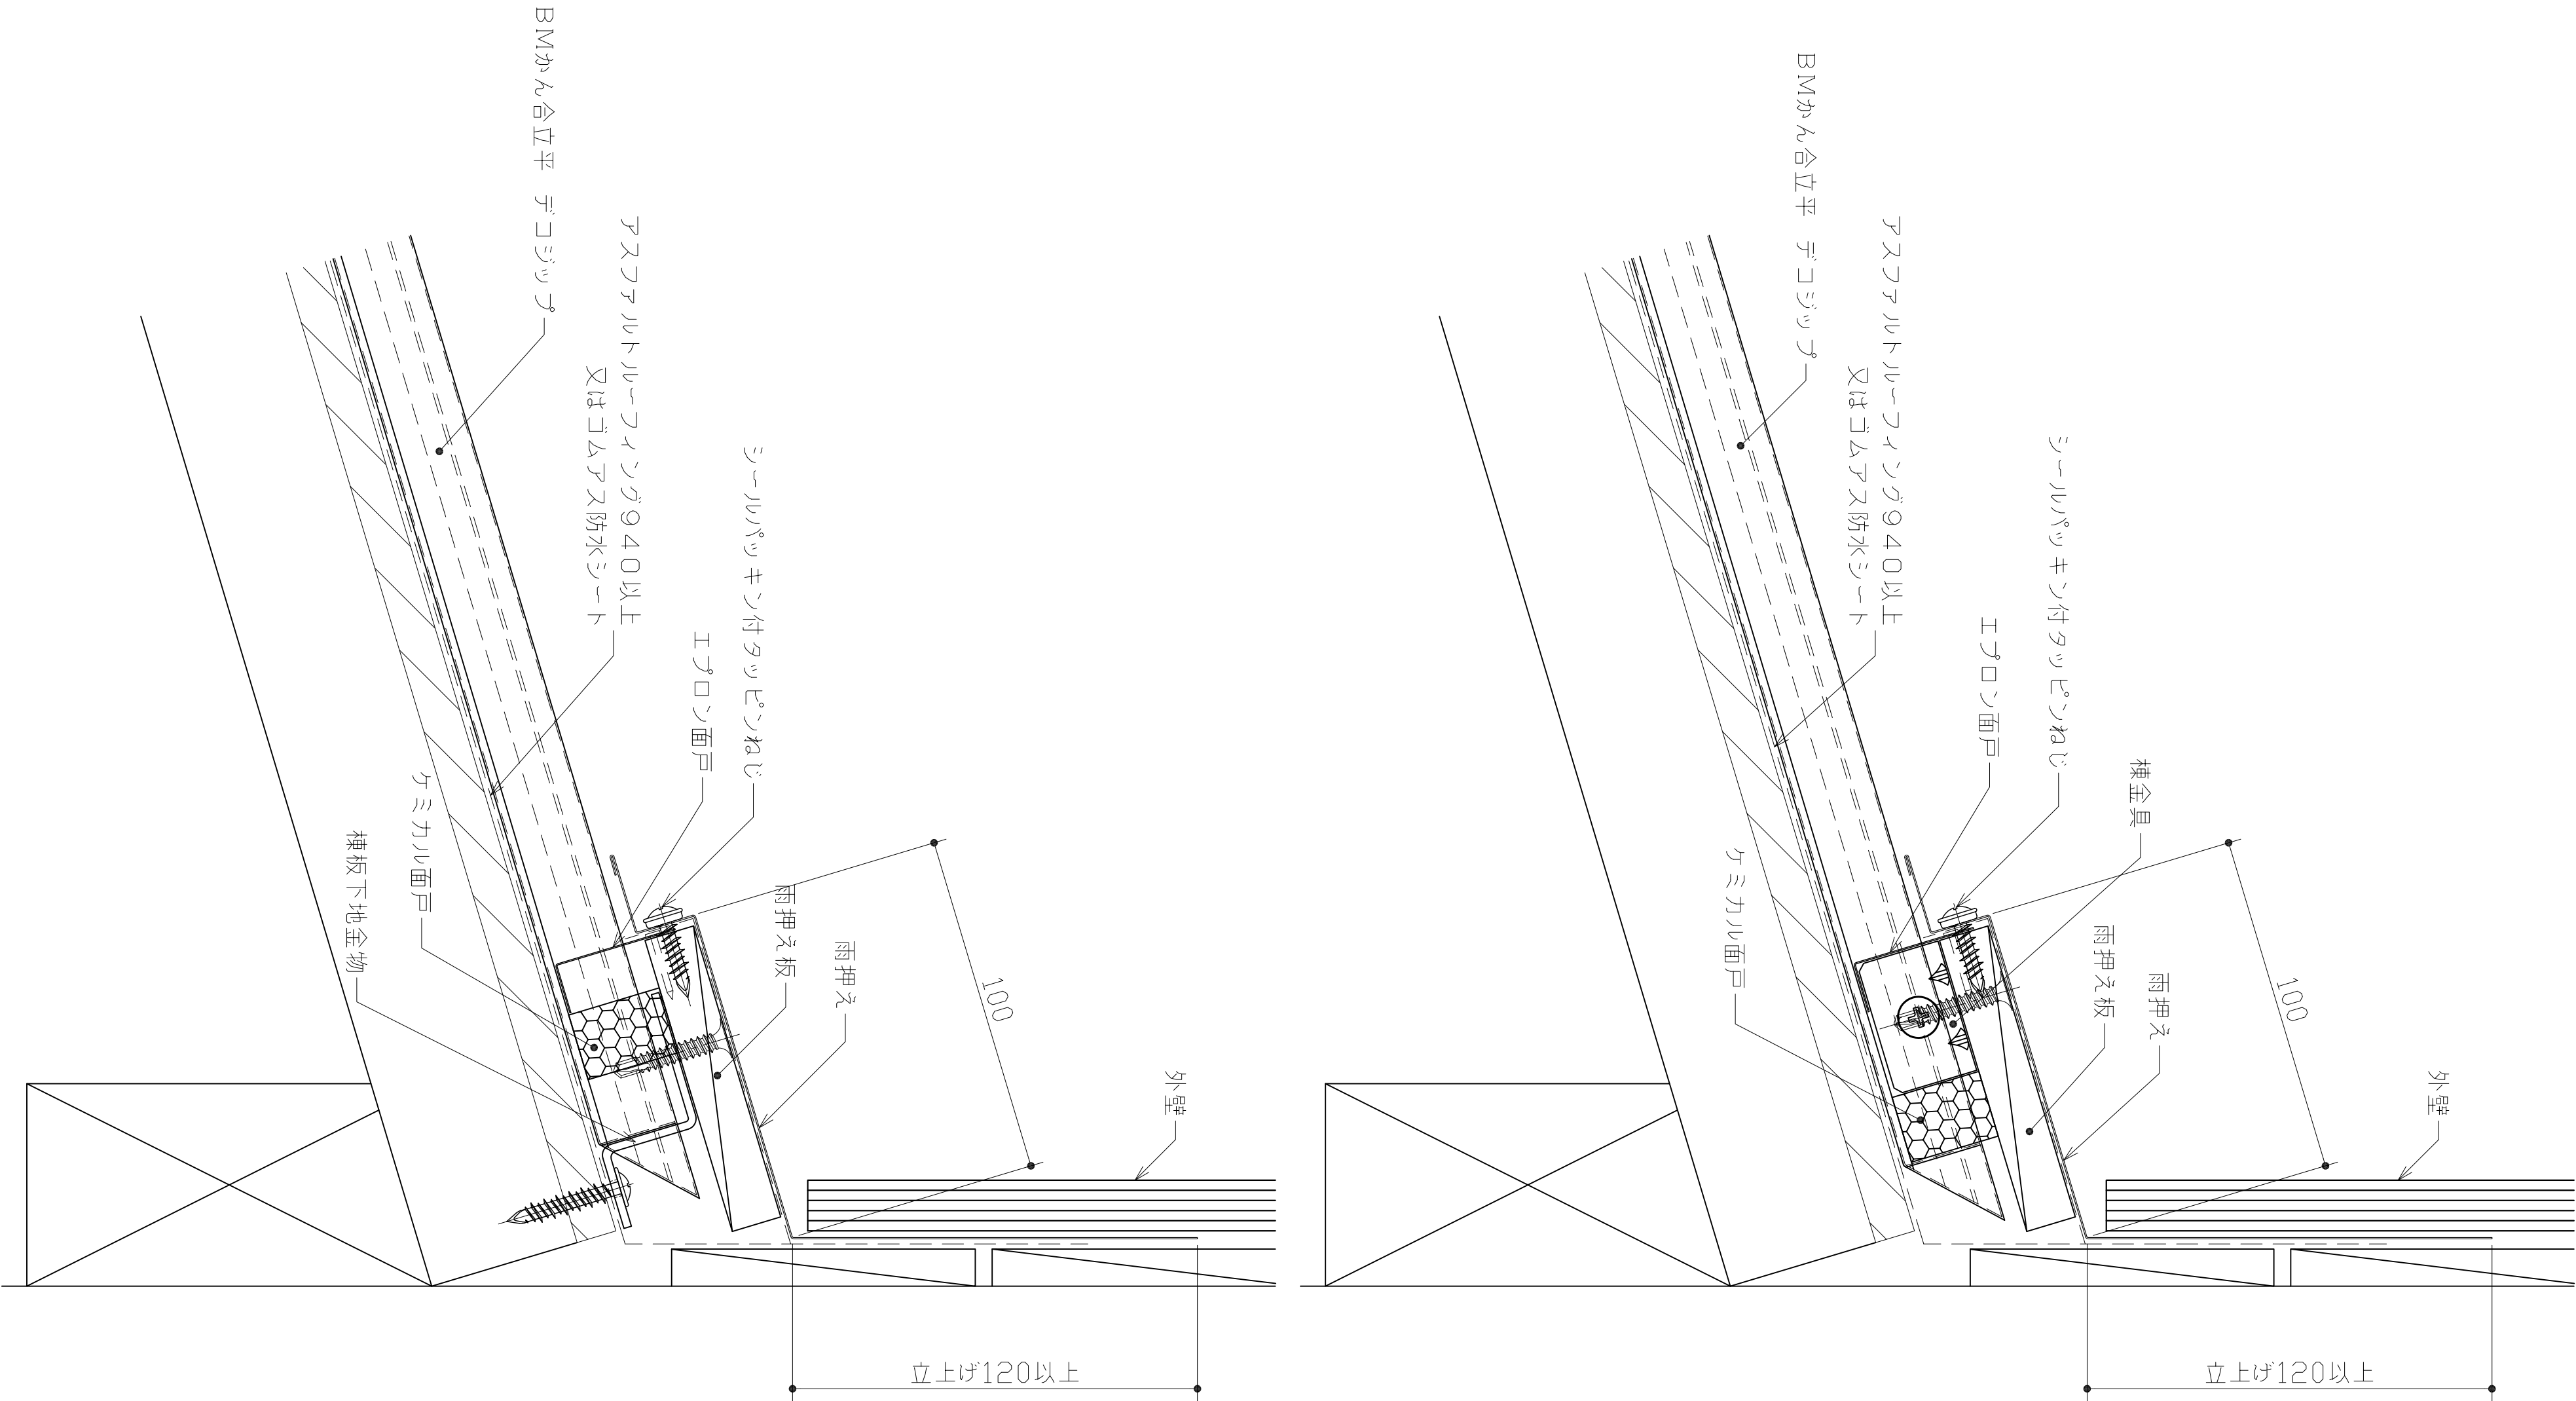 BMかん合立平 デコジップ
アスファルトルーフィング940以上
又はゴムアス防水シート
シールパッキン付タッピンねじ
エプロン面戸
ケミカル面戸
棟板下地金物
雨押え板
雨押え
100
外壁
立上げ120以上
BMかん合立平 デコジップ
アスファルトルーフィング940以上
又はゴムアス防水シート
シールパッキン付タッピンねじ
エプロン面戸
棟金具
ケミカル面戸
雨押え板
雨押え
100
外壁
立上げ120以上